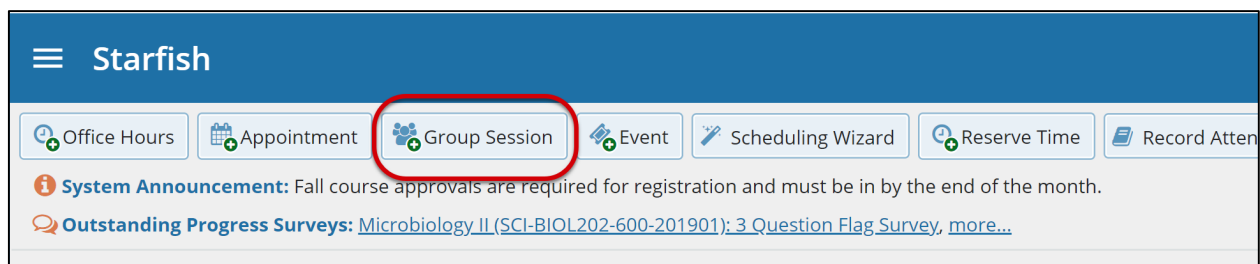 Starfish
Office Hours Appointment Group Session Event Scheduling Wizard Reserve Time Record Atten
System Announcement: Fall course approvals are required for registration and must be in by the end of the month.
Outstanding Progress Surveys: Microbiology II (SCI-BIOL202-600-201901): 3 Question Flag Survey, more...